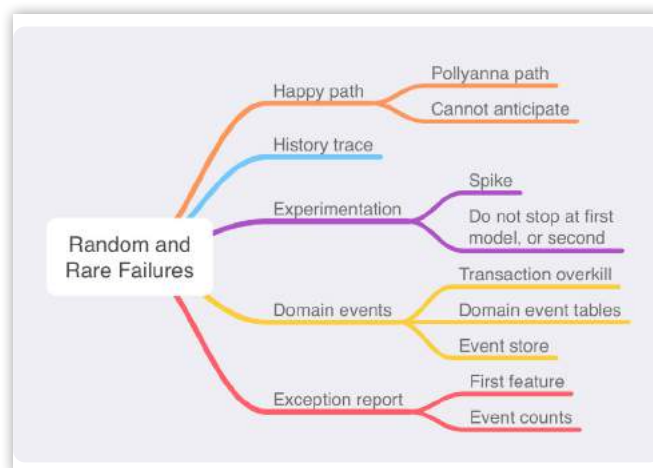 Random and
Rare Failures
Happy path
Pollyanna path
Cannot anticipate
History trace
Experimentation
Spike
Do not stop at first
model, or second
Domain events
Transaction overkill
Domain event tables
Event store
Exception report
First feature
Event counts